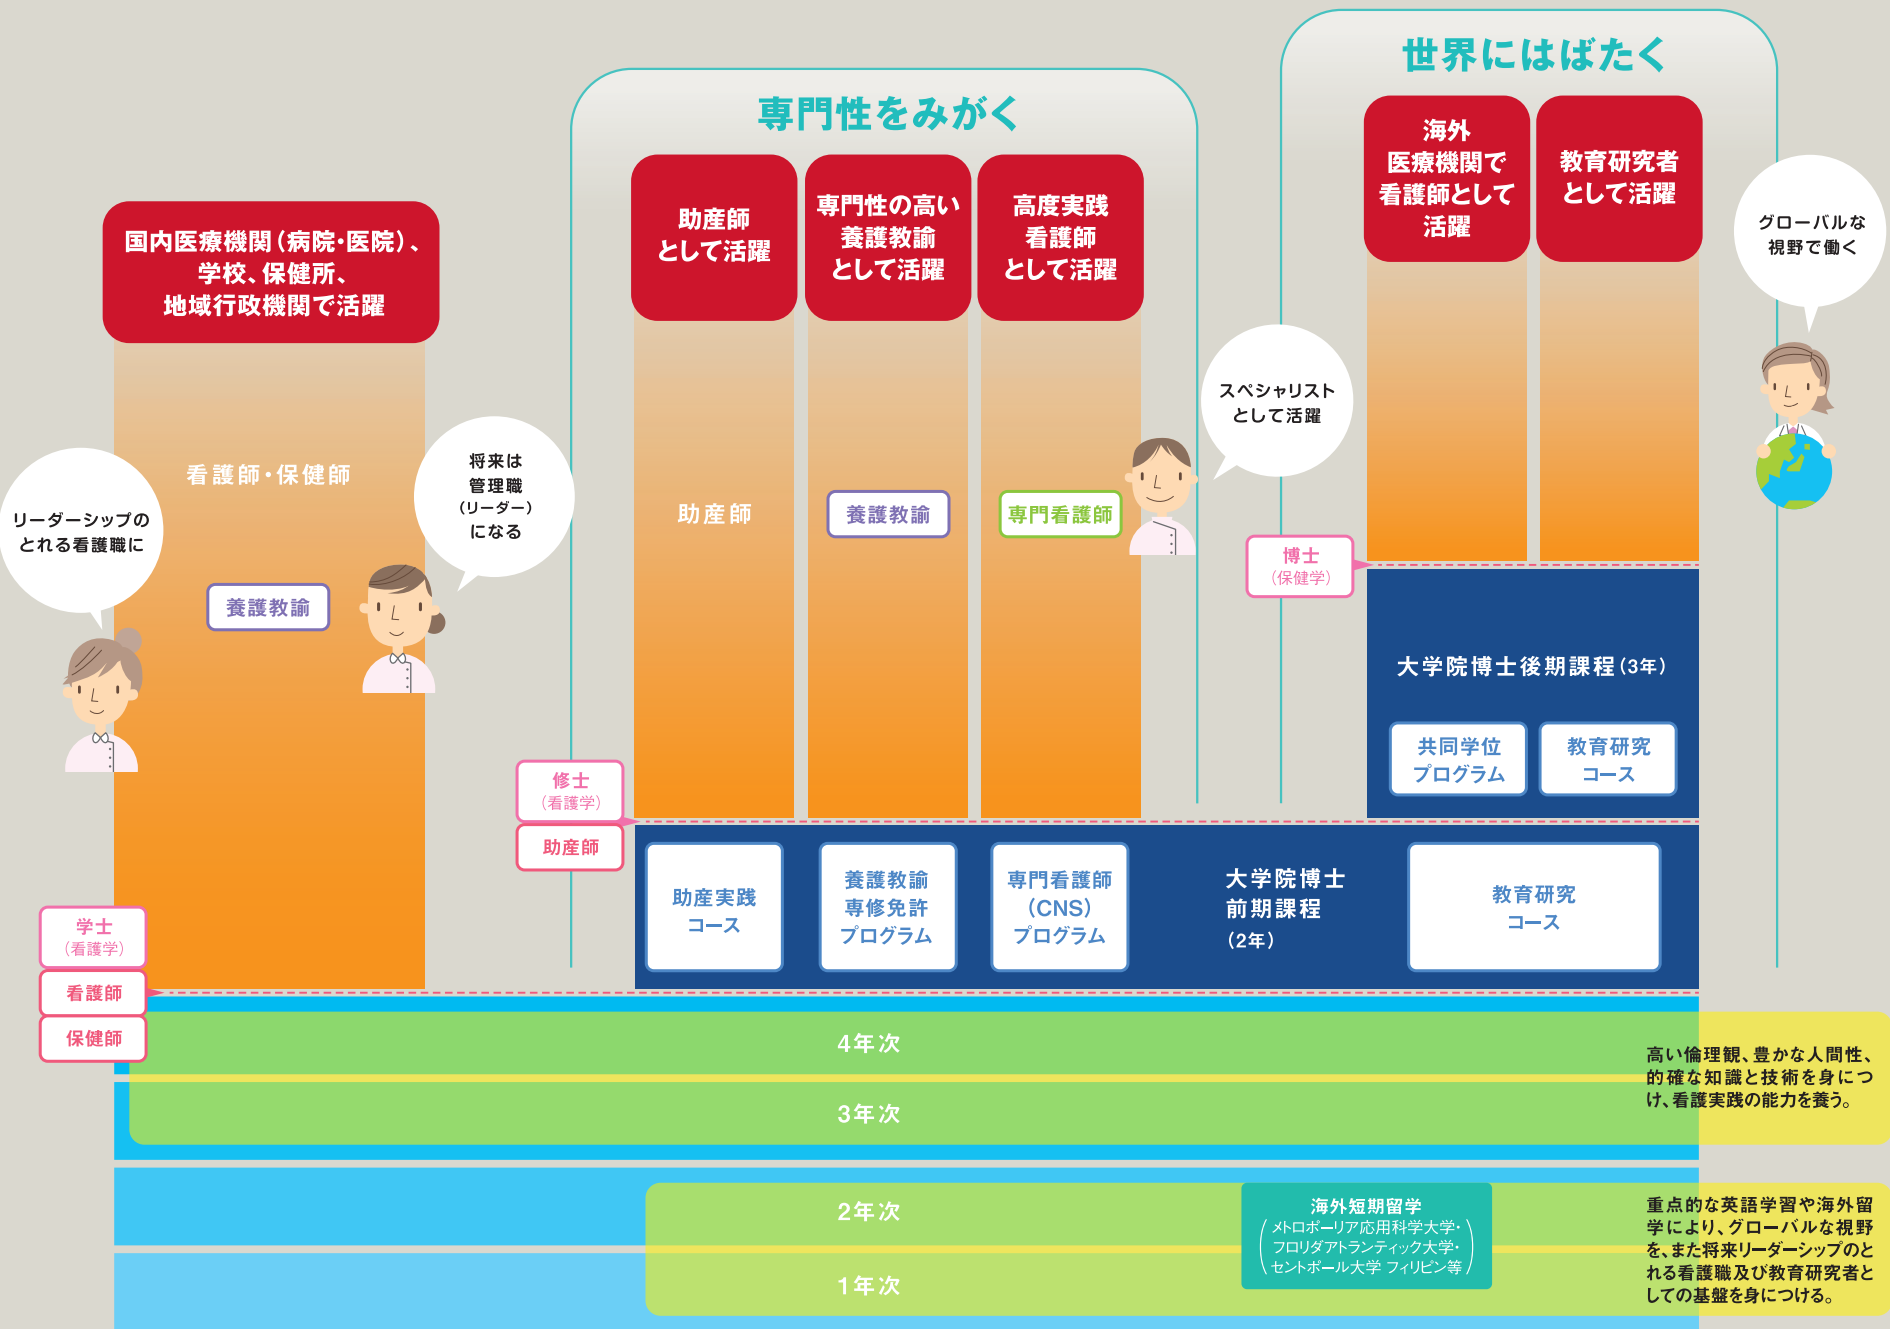 世界にはばたく
専門性をみがく
海外
医療機関で
看護師として
活躍
教育研究者
として活躍
助産師
として活躍
専門性の高い
養護教諭
として活躍
高度実践
看護師
として活躍
国内医療機関（病院・医院）、
学校、保健所、
地域行政機関で活躍
グローバルな
視野で働く
スペシャリスト
として活躍
将来は
管理職
（リーダー）
になる
リーダーシップの
とれる看護職に
看護師・保健師
養護教諭
助産師
養護教諭
専門看護師
博士
（保健学）
大学院博士後期課程（3年）
共同学位
プログラム
教育研究
コース
修士
（看護学）
助産師
助産実践
コース
養護教諭
専修免許
プログラム
専門看護師
（CNS）
プログラム
大学院博士
前期課程
（2年）
教育研究
コース
学士
（看護学）
看護師
保健師
4年次
3年次
高い倫理観、豊かな人間性、
的確な知識と技術を身につ
け、看護実践の能力を養う。
2年次
1年次
海外短期留学
（メトロポーリア応用科学大学・
フロリダアトランティック大学・
セントポール大学 フィリピン等）
重点的な英語学習や海外留
学により、グローバルな視野
を、また将来リーダーシップのと
れる看護職及び教育研究者と
しての基盤を身につける。